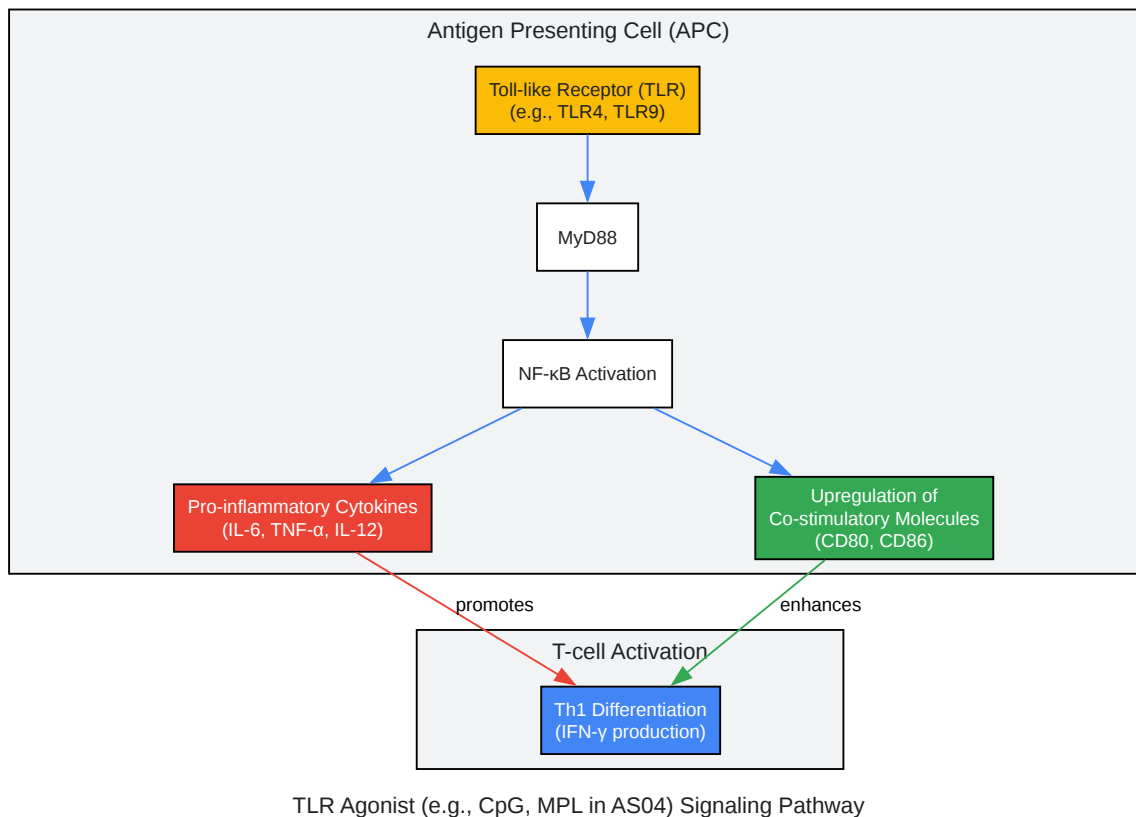 Antigen Presenting Cell (APC)
Toll-like Receptor (TLR)
(e.g., TLR4, TLR9)
MyD88
NF-κB Activation
Pro-inflammatory Cytokines
(IL-6, TNF-α, IL-12)
Upregulation of
Co-stimulatory Molecules
(CD80, CD86)
promotes
enhances
T-cell Activation
Th1 Differentiation
(IFN-γ production)
TLR Agonist (e.g., CpG, MPL in AS04) Signaling Pathway